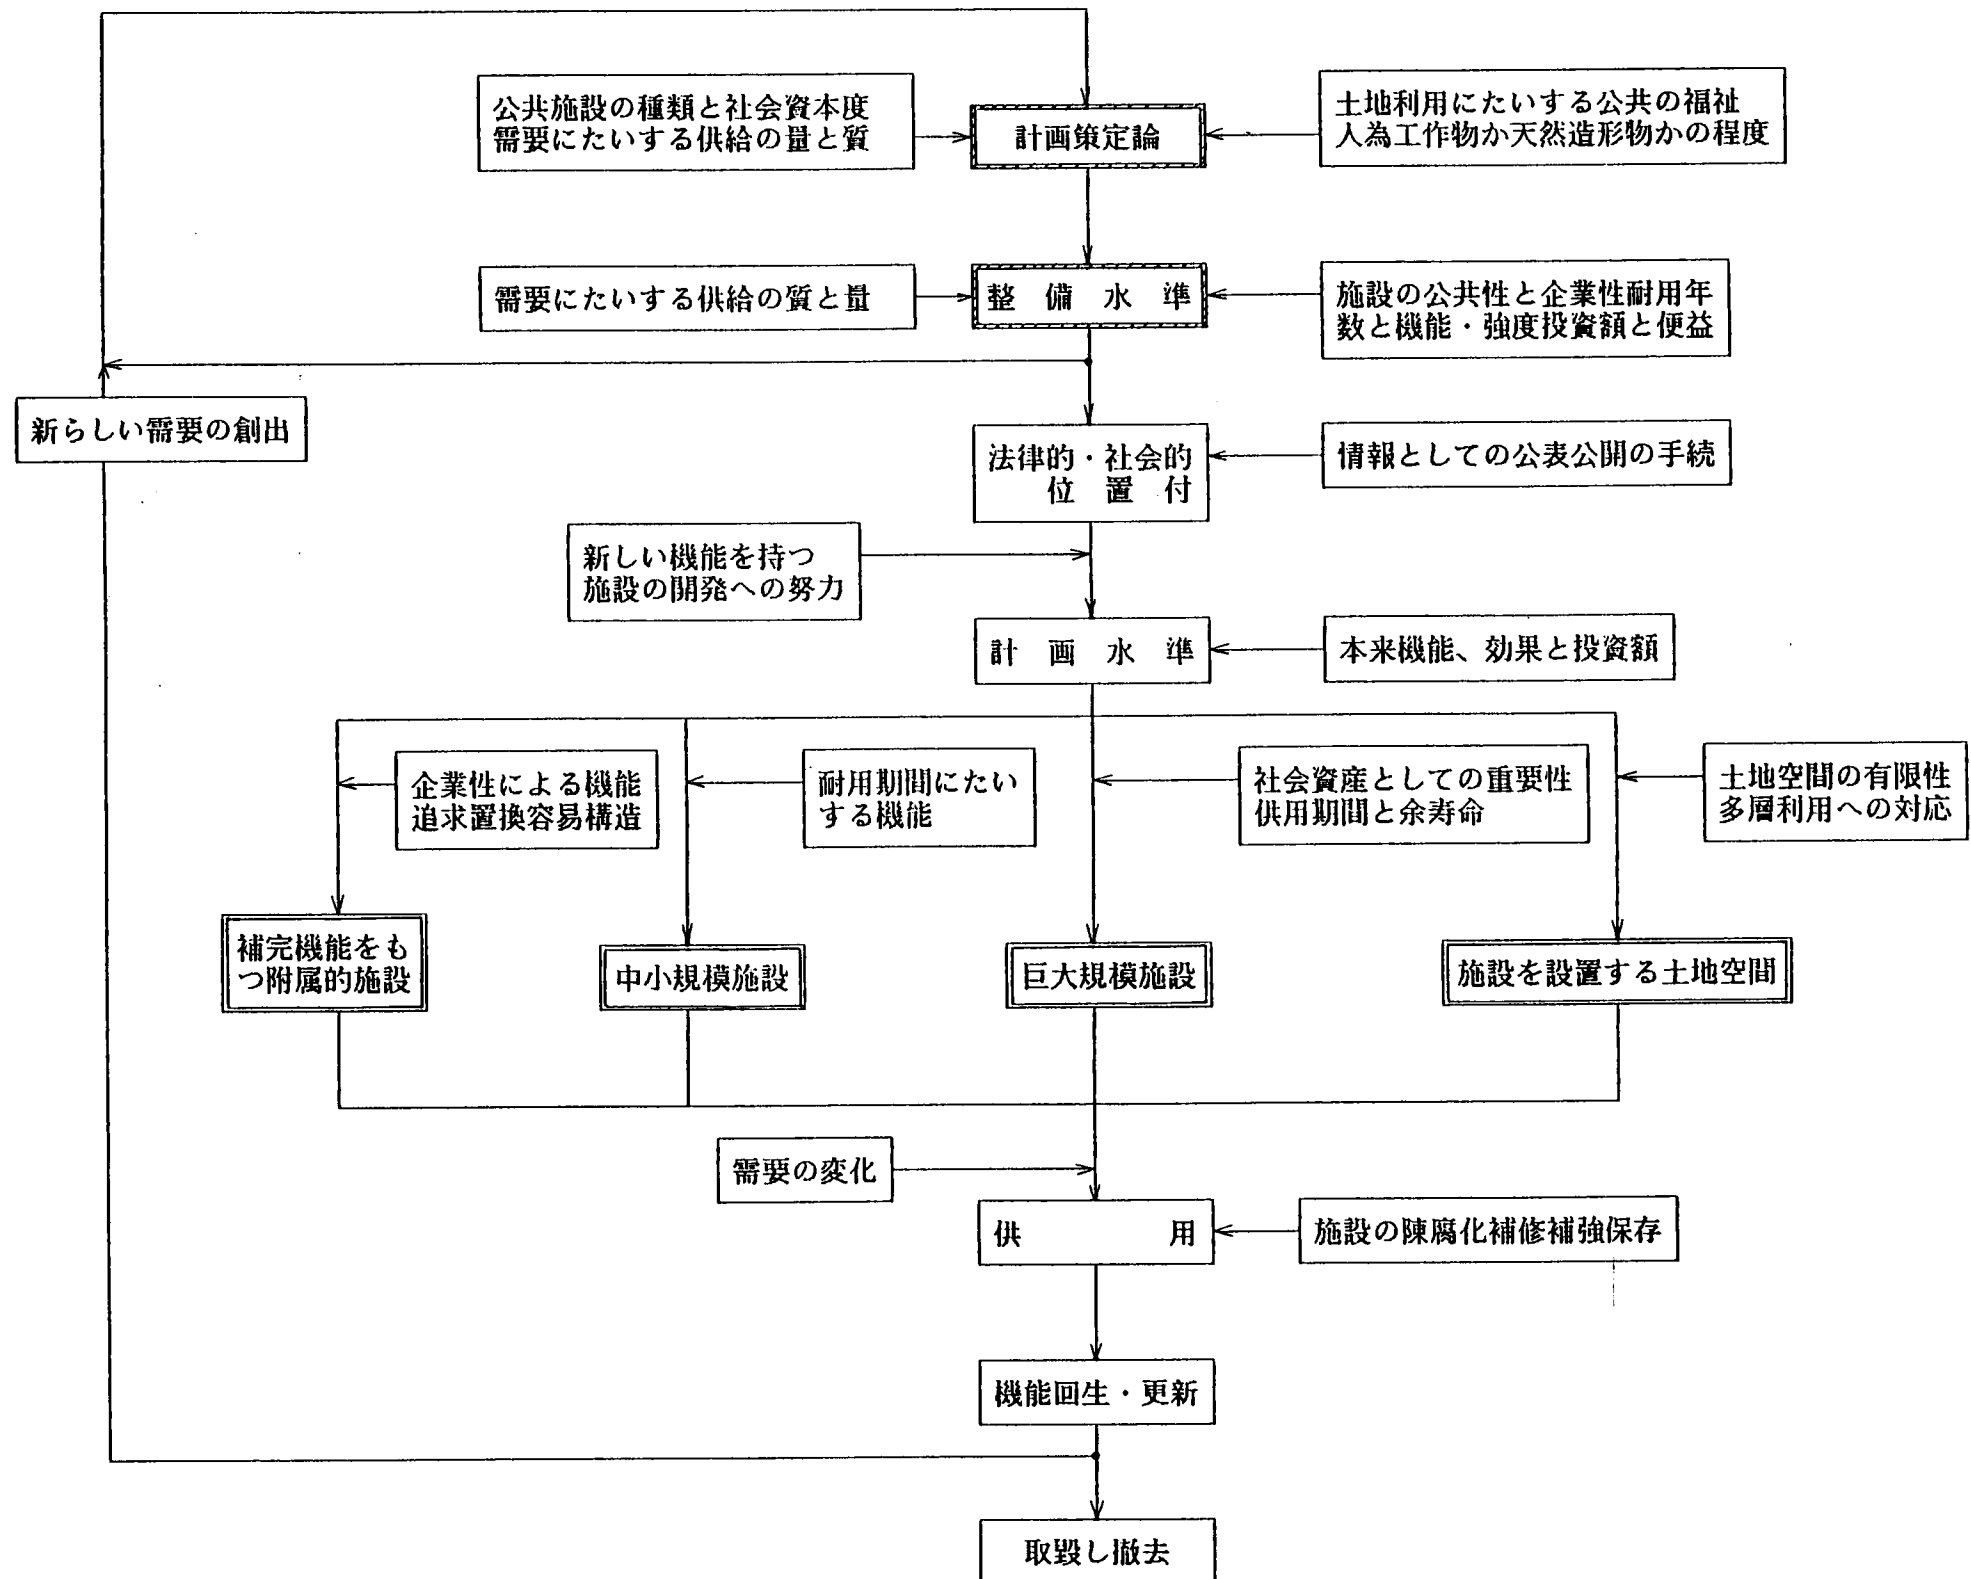 公共施設の種類と社会資本度
需要にたいする供給の量と質
計画策定論
土地利用にたいする公共の福祉
人為工作物か天然造形物かの程度
需要にたいする供給の質と量
整備水準
施設の公共性と企業性耐用年
数と機能・強度投資額と便益
新らしい需要の創出
法律的・社会的
位置付
情報としての公表公開の手続
新しい機能を持つ
施設の開発への努力
計画水準
本来機能、効果と投資額
企業性による機能
追求置換容易構造
耐用期間にたい
する機能
社会資産としての重要性
供用期間と余寿命
土地空間の有限性
多層利用への対応
補完機能をも
つ附属的施設
中小規模施設
巨大規模施設
施設を設置する土地空間
需要の変化
供用
施設の陳腐化補修補強保存
機能回生・更新
取毀し撤去